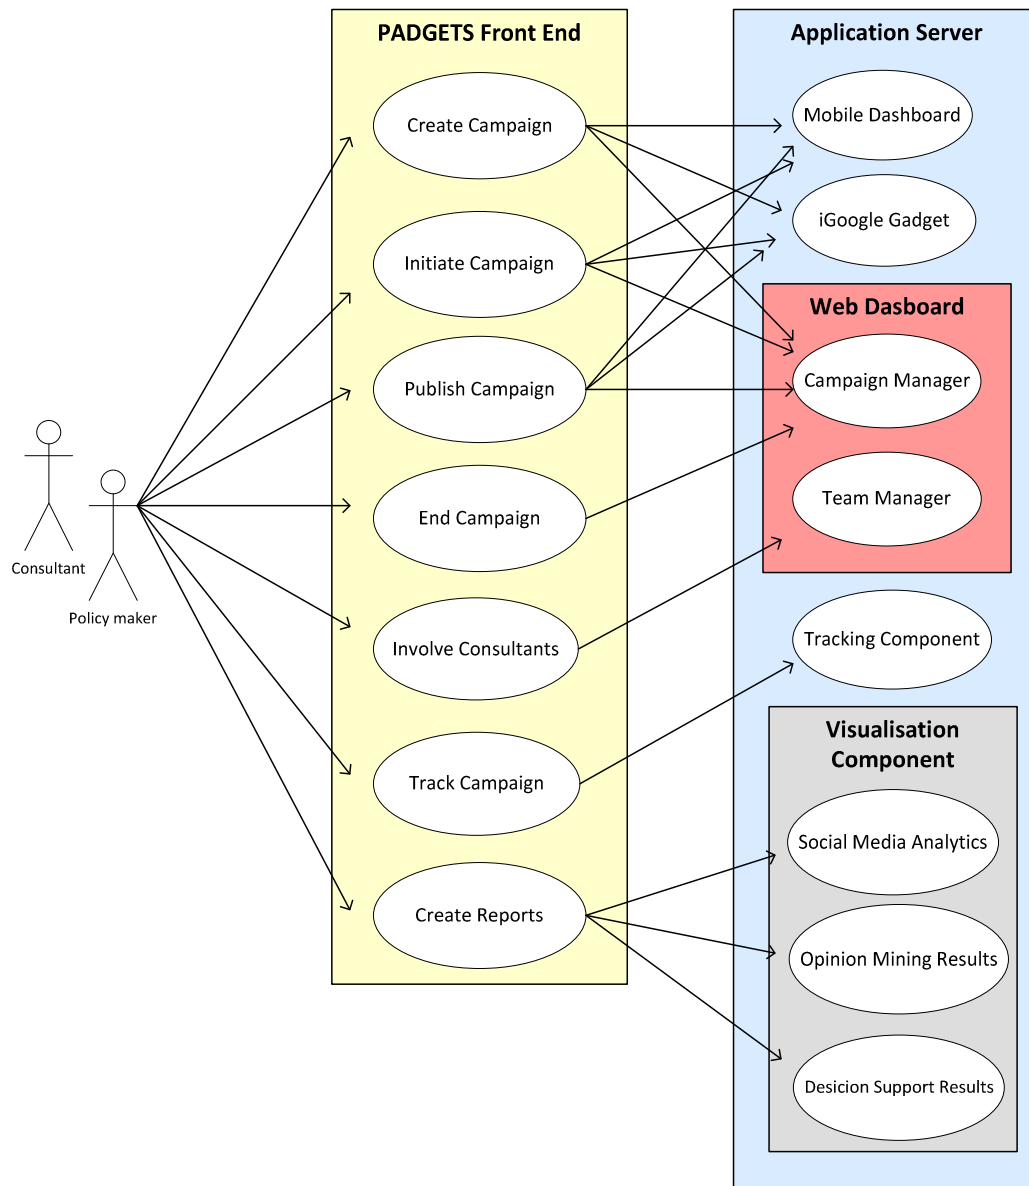 PADGETS Front End
Create Campaign
Initiate Campaign
Publish Campaign
End Campaign
Involve Consultants
Track Campaign
Create Reports
Consultant
Policy maker
Application Server
Mobile Dashboard
iGoogle Gadget
Web Dasboard
Campaign Manager
Team Manager
Tracking Component
Visualisation
Component
Social Media Analytics
Opinion Mining Results
Desicion Support Results